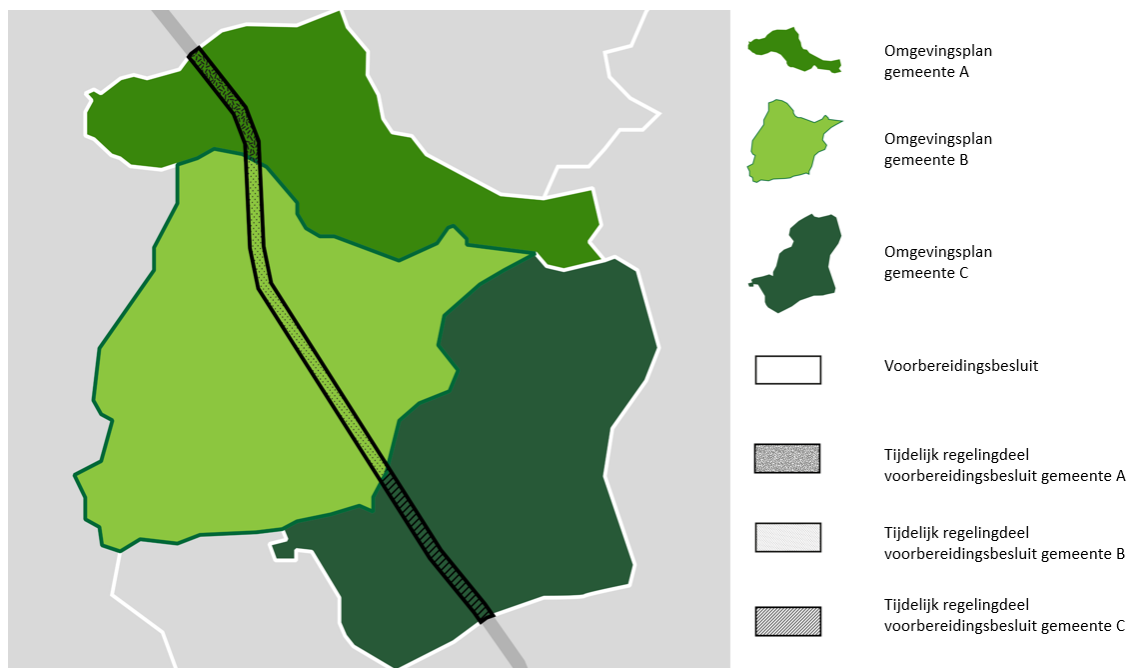 Omgevingsplan
gemeente A
Omgevingsplan
gemeente B
Omgevingsplan
gemeente C
Voorbereidingsbesluit
Tijdelijk regelingdeel
voorbereidingsbesluit gemeente A
Tijdelijk regelingdeel
voorbereidingsbesluit gemeente B
Tijdelijk regelingdeel
voorbereidingsbesluit gemeente C